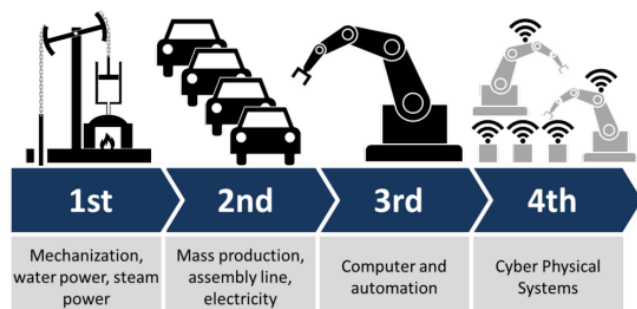 1st
2nd
3rd
4th
Mechanization,
water power, steam
power
Mass production,
assembly line,
electricity
Computer and
automation
Cyber Physical
Systems